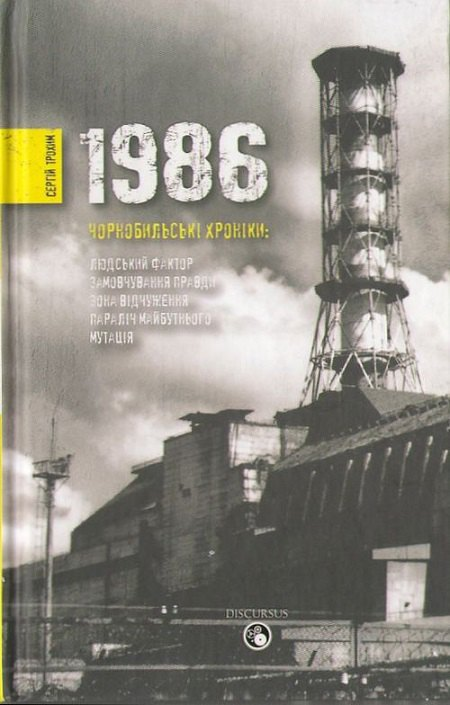 СЕРГІЙ ТРОХИМ
1986
ЧОРНОБИЛЬСЬКІ ХРОНІКИ:
ЛЮДСЬКИЙ ФАКТОР
ЗАМОВЧУВАННЯ ПРАВДИ
ЗОНА ВІДЧУЖЕННЯ
ПАРАЛІЧ МАЙБУТНЬОГО
МУТАЦІЯ
DISCURSUS